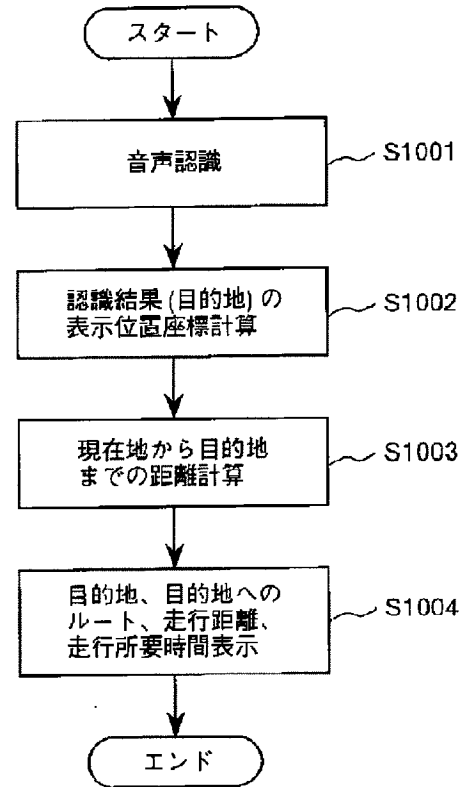 スタート
音声認識
S1001
認識結果(目的地)の
表示位置座標計算
S1002
現在地から目的地
までの距離計算
S1003
目的地、目的地への
ルート、走行距離、
走行所要時間表示
S1004
エンド